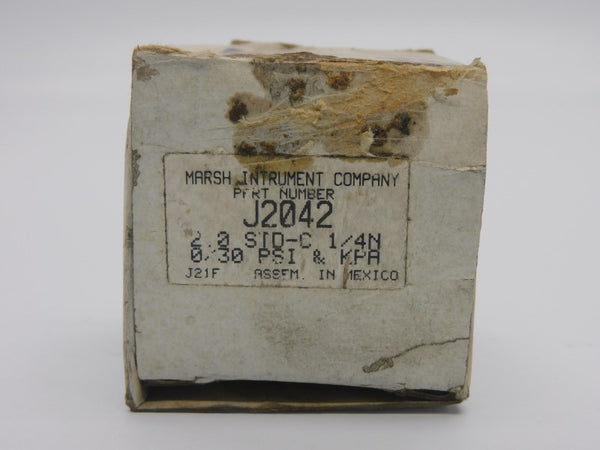 MARSH INTRUMENT COMPANY
PART NUMBER
J2042
2.0 STD-C 1/4N
0/30 PSI & KPA
J21F ASSEM. IN MEXICO